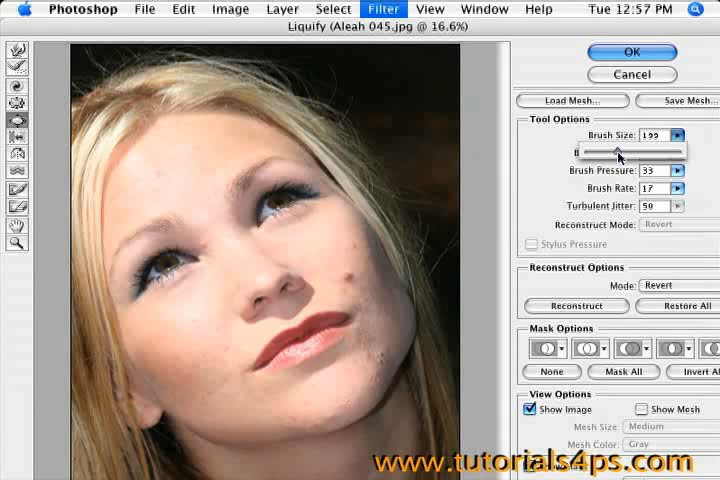 Photoshop File Edit Image Layer Select Filter View Window Help Tue 12:57 PM
Liquify (Aleah 045.jpg @ 16.6%)
OK
Cancel
Load Mesh... Save Mesh...
Tool Options
Brush Size: 199
Brush Pressure: 33
Brush Rate: 17
Turbulent Jitter: 50
Reconstruct Mode: Revert
Stylus Pressure
Reconstruct Options
Mode: Revert
Reconstruct Restore All
Mask Options
None Mask All Invert Al
View Options
Show Image Show Mesh
Mesh Size: Medium
Mesh Color: Gray
www.tutorials4ps.com